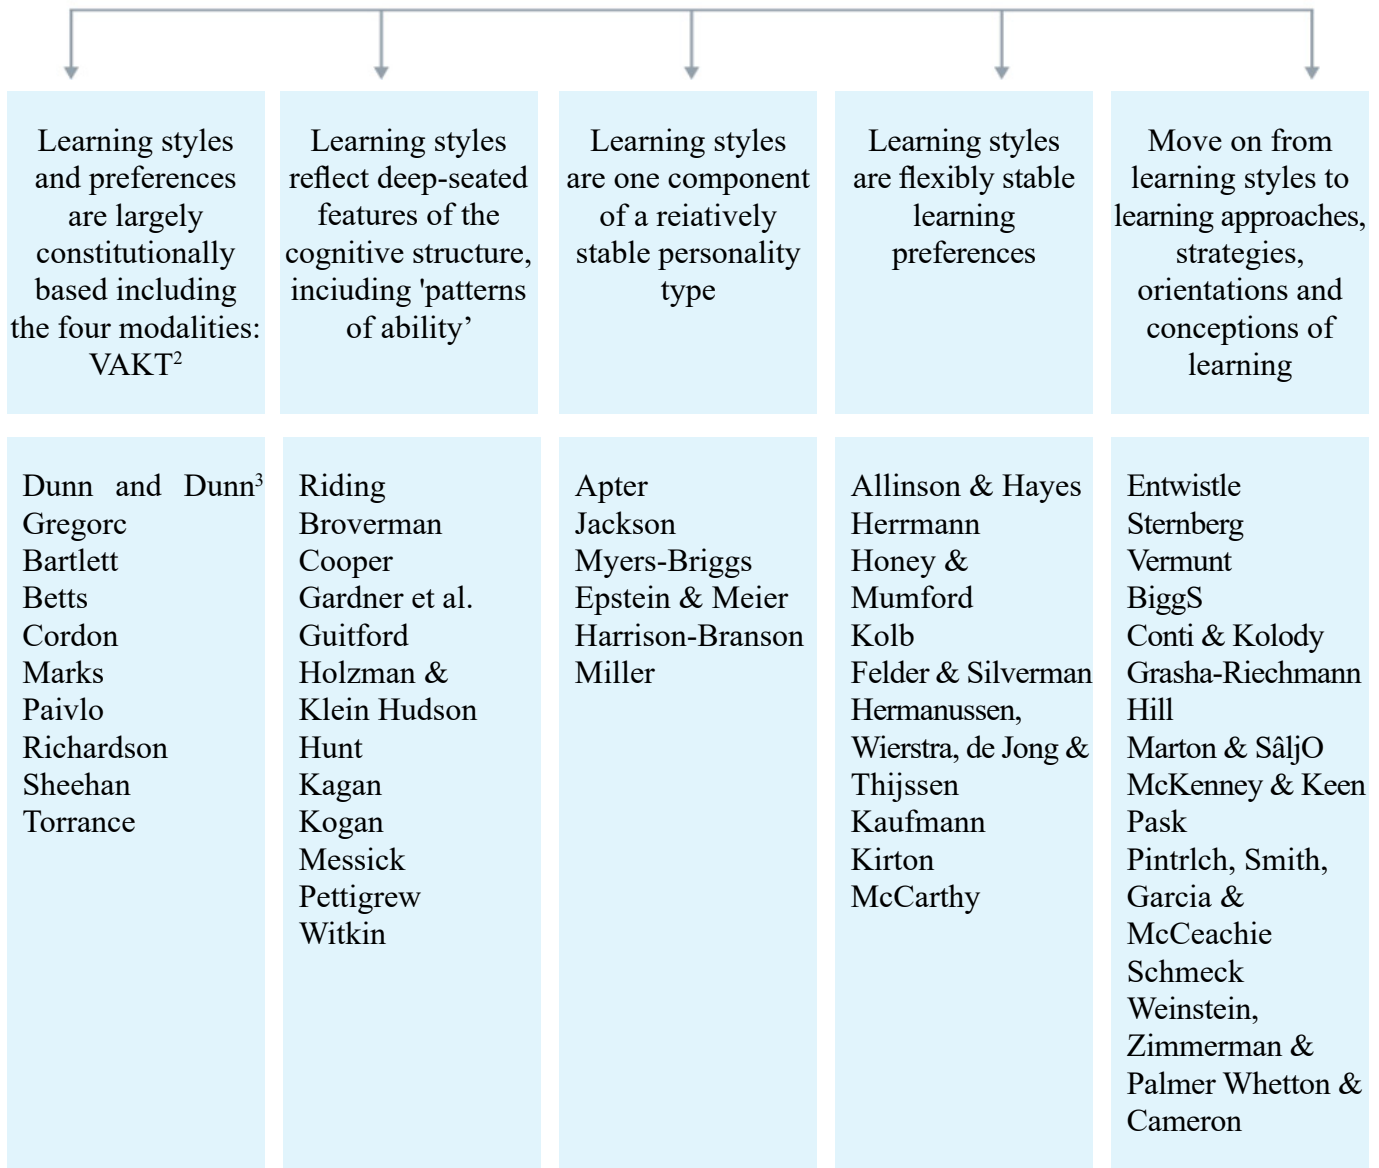 Learning styles
and preferences
are largely
constitutionally
based including
the four modalities:
VAKT²
Learning styles
reflect deep-seated
features of the
cognitive structure,
inciuding 'patterns
of ability’
Learning styles
are one component
of a reiatively
stable personality
type
Learning styles
are flexibly stable
learning
preferences
Move on from
learning styles to
learning approaches,
strategies,
orientations and
conceptions of
learning
Dunn and Dunn³
Gregorc
Bartlett
Betts
Cordon
Marks
Paivlo
Richardson
Sheehan
Torrance
Riding
Broverman
Cooper
Gardner et al.
Guitford
Holzman &
Klein Hudson
Hunt
Kagan
Kogan
Messick
Pettigrew
Witkin
Apter
Jackson
Myers-Briggs
Epstein & Meier
Harrison-Branson
Miller
Allinson & Hayes
Herrmann
Honey &
Mumford
Kolb
Felder & Silverman
Hermanussen,
Wierstra, de Jong &
Thijssen
Kaufmann
Kirton
McCarthy
Entwistle
Sternberg
Vermunt
BiggS
Conti & Kolody
Grasha-Riechmann
Hill
Marton & SâljO
McKenney & Keen
Pask
Pintrlch, Smith,
Garcia &
McCeachie
Schmeck
Weinstein,
Zimmerman &
Palmer Whetton &
Cameron